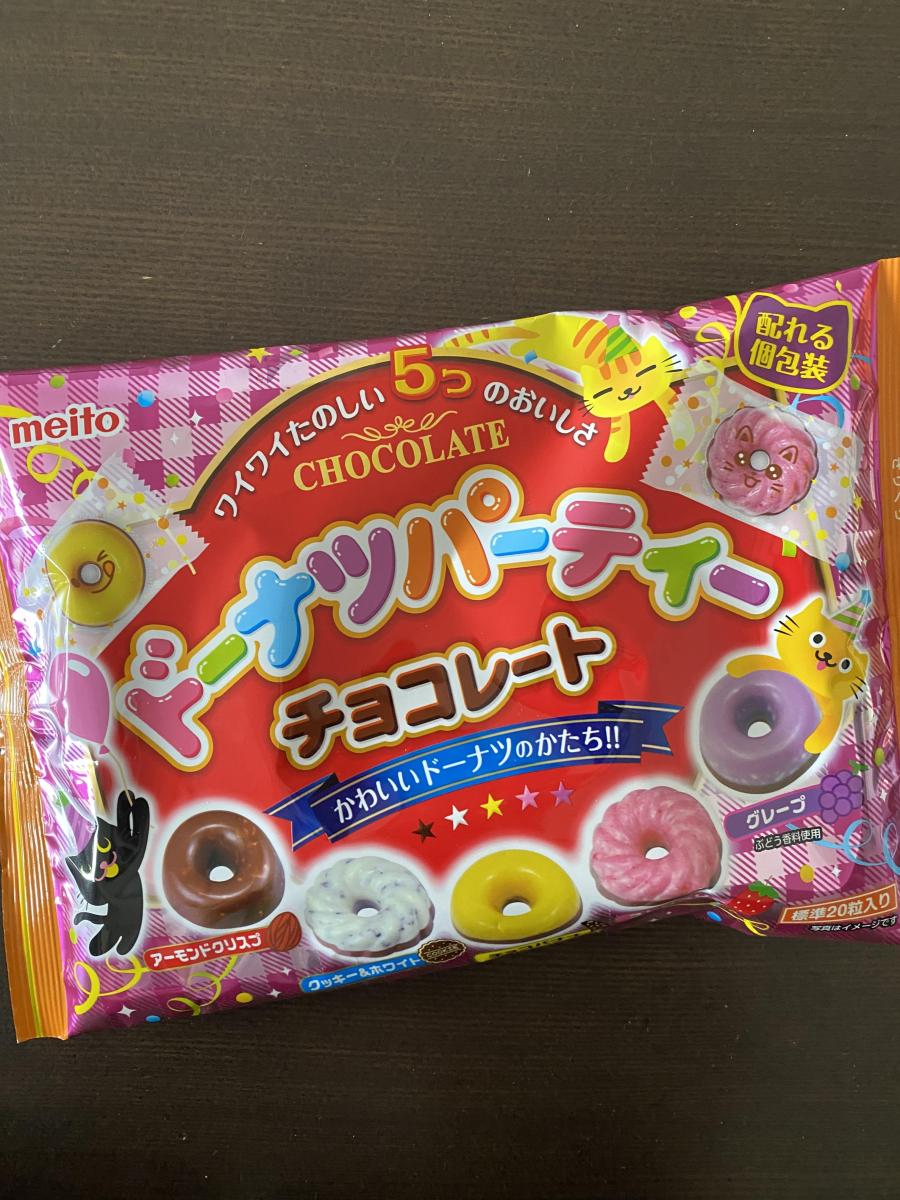 meito
配れる
個包装
ワイワイたのしい5つのおいしさ
CHOCOLATE
ドーナツパーティー
チョコレート
かわいいドーナツのかたち!!
グレープ
ぶどう香料使用
アーモンドクリスプ
クッキー&ホワイト
標準20粒入り
写真はイメージです